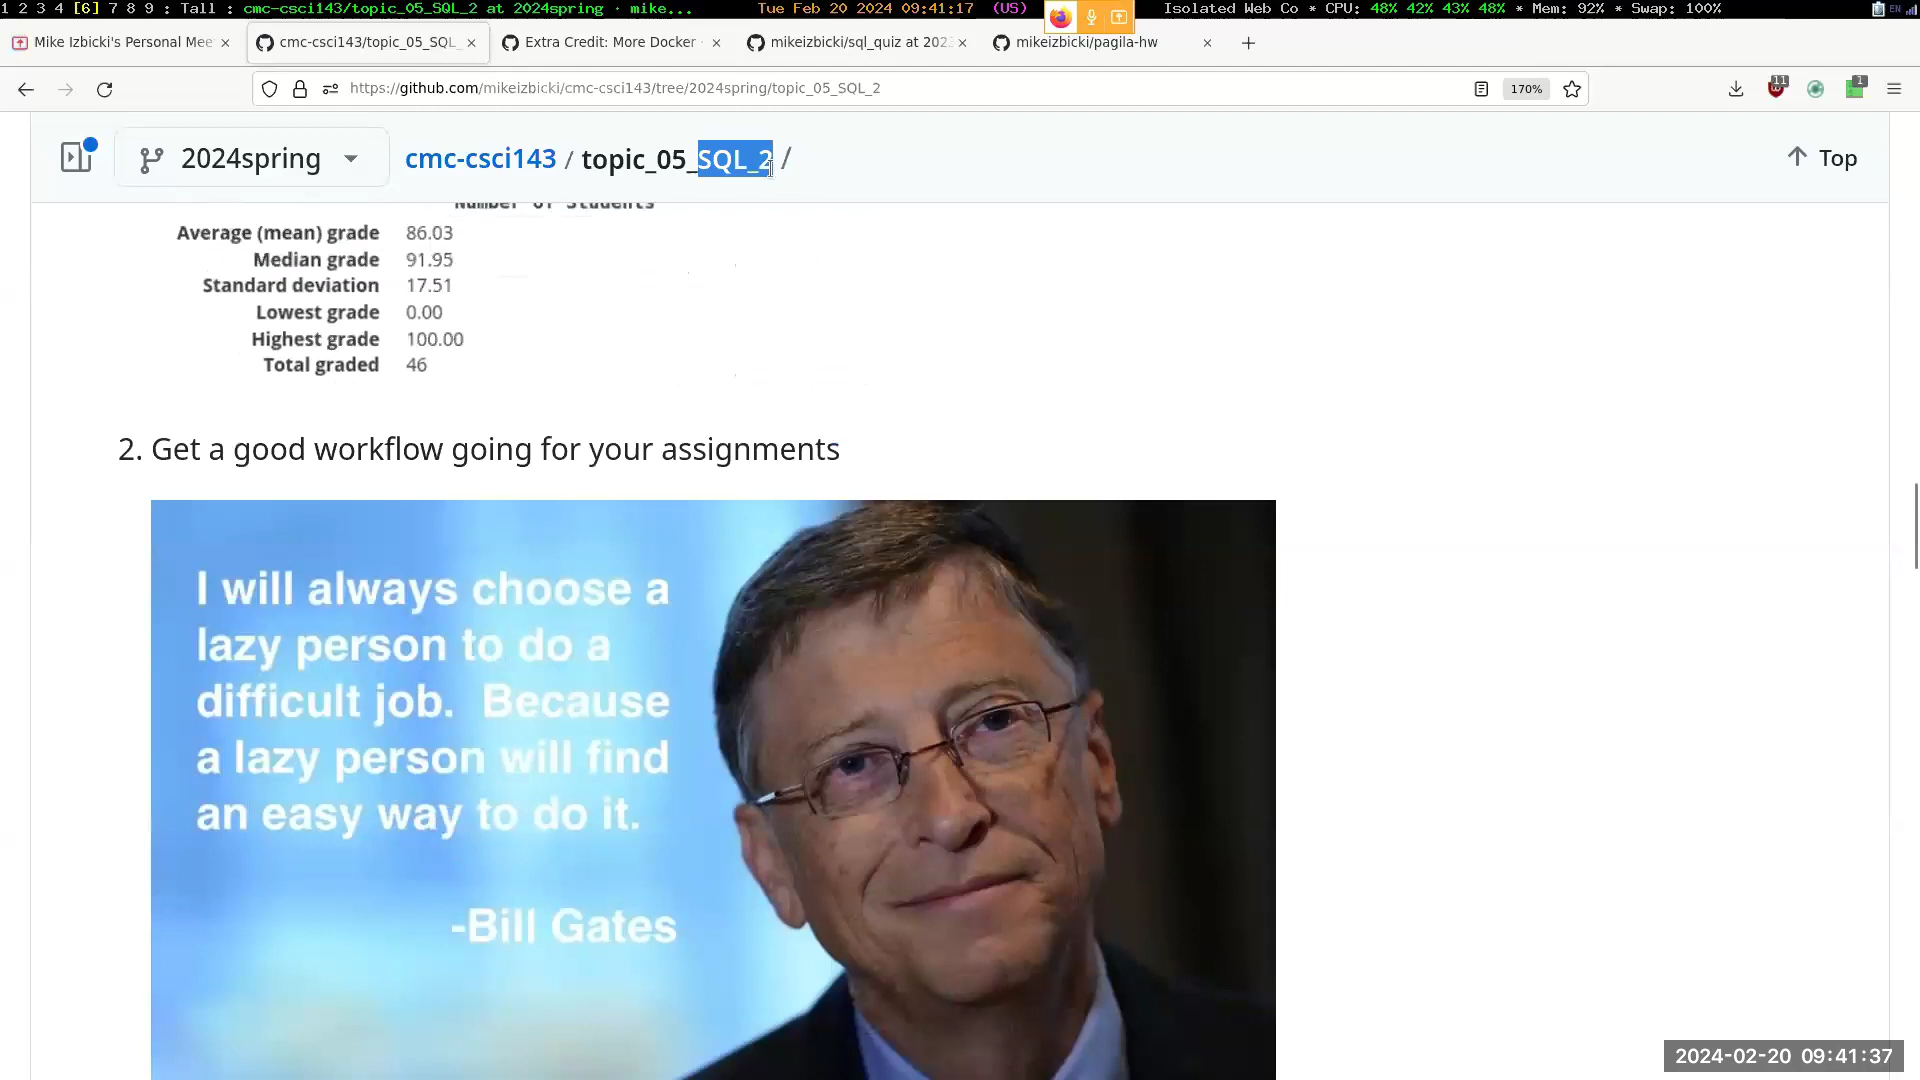 1 2 3 4 [6] 7 8 9 : Tall : cmc-csci143/topic_05_SQL_2 at 2024spring · mike... Tue Feb 20 2024 09:41:17 (US) Isolated Web Co * CPU: 48% 42% 43% 48% * Mem: 92% * Swap: 100% EN
Mike Izbicki's Personal Mee × cmc-csci143/topic_05_SQL_ × Extra Credit: More Docker · × mikeizbicki/sql_quiz at 202 × mikeizbicki/pagila-hw × +
https://github.com/mikeizbicki/cmc-csci143/tree/2024spring/topic_05_SQL_2 170% 11 1
2024spring cmc-csci143 / topic_05_SQL_2 / Top
Number of Students
Average (mean) grade 86.03
Median grade 91.95
Standard deviation 17.51
Lowest grade 0.00
Highest grade 100.00
Total graded 46
2. Get a good workflow going for your assignments
I will always choose a
lazy person to do a
difficult job. Because
a lazy person will find
an easy way to do it.
-Bill Gates
2024-02-20 09:41:37